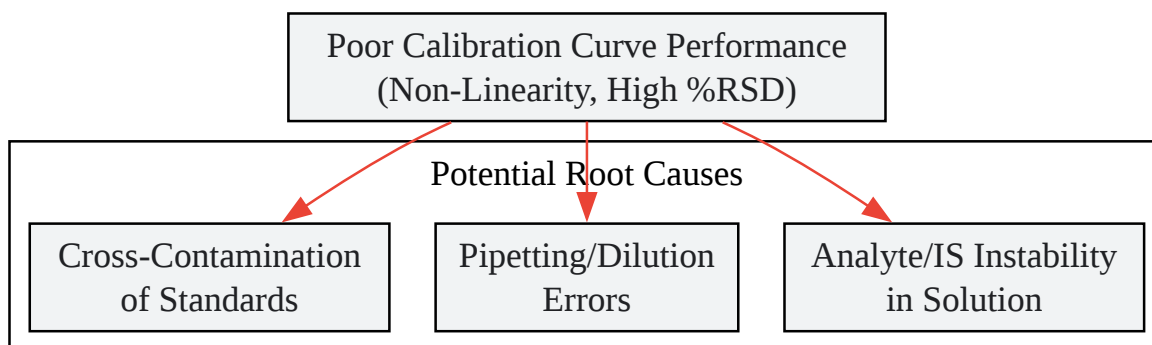 Poor Calibration Curve Performance
(Non-Linearity, High %RSD)
Potential Root Causes
Cross-Contamination
of Standards
Pipetting/Dilution
Errors
Analyte/IS Instability
in Solution